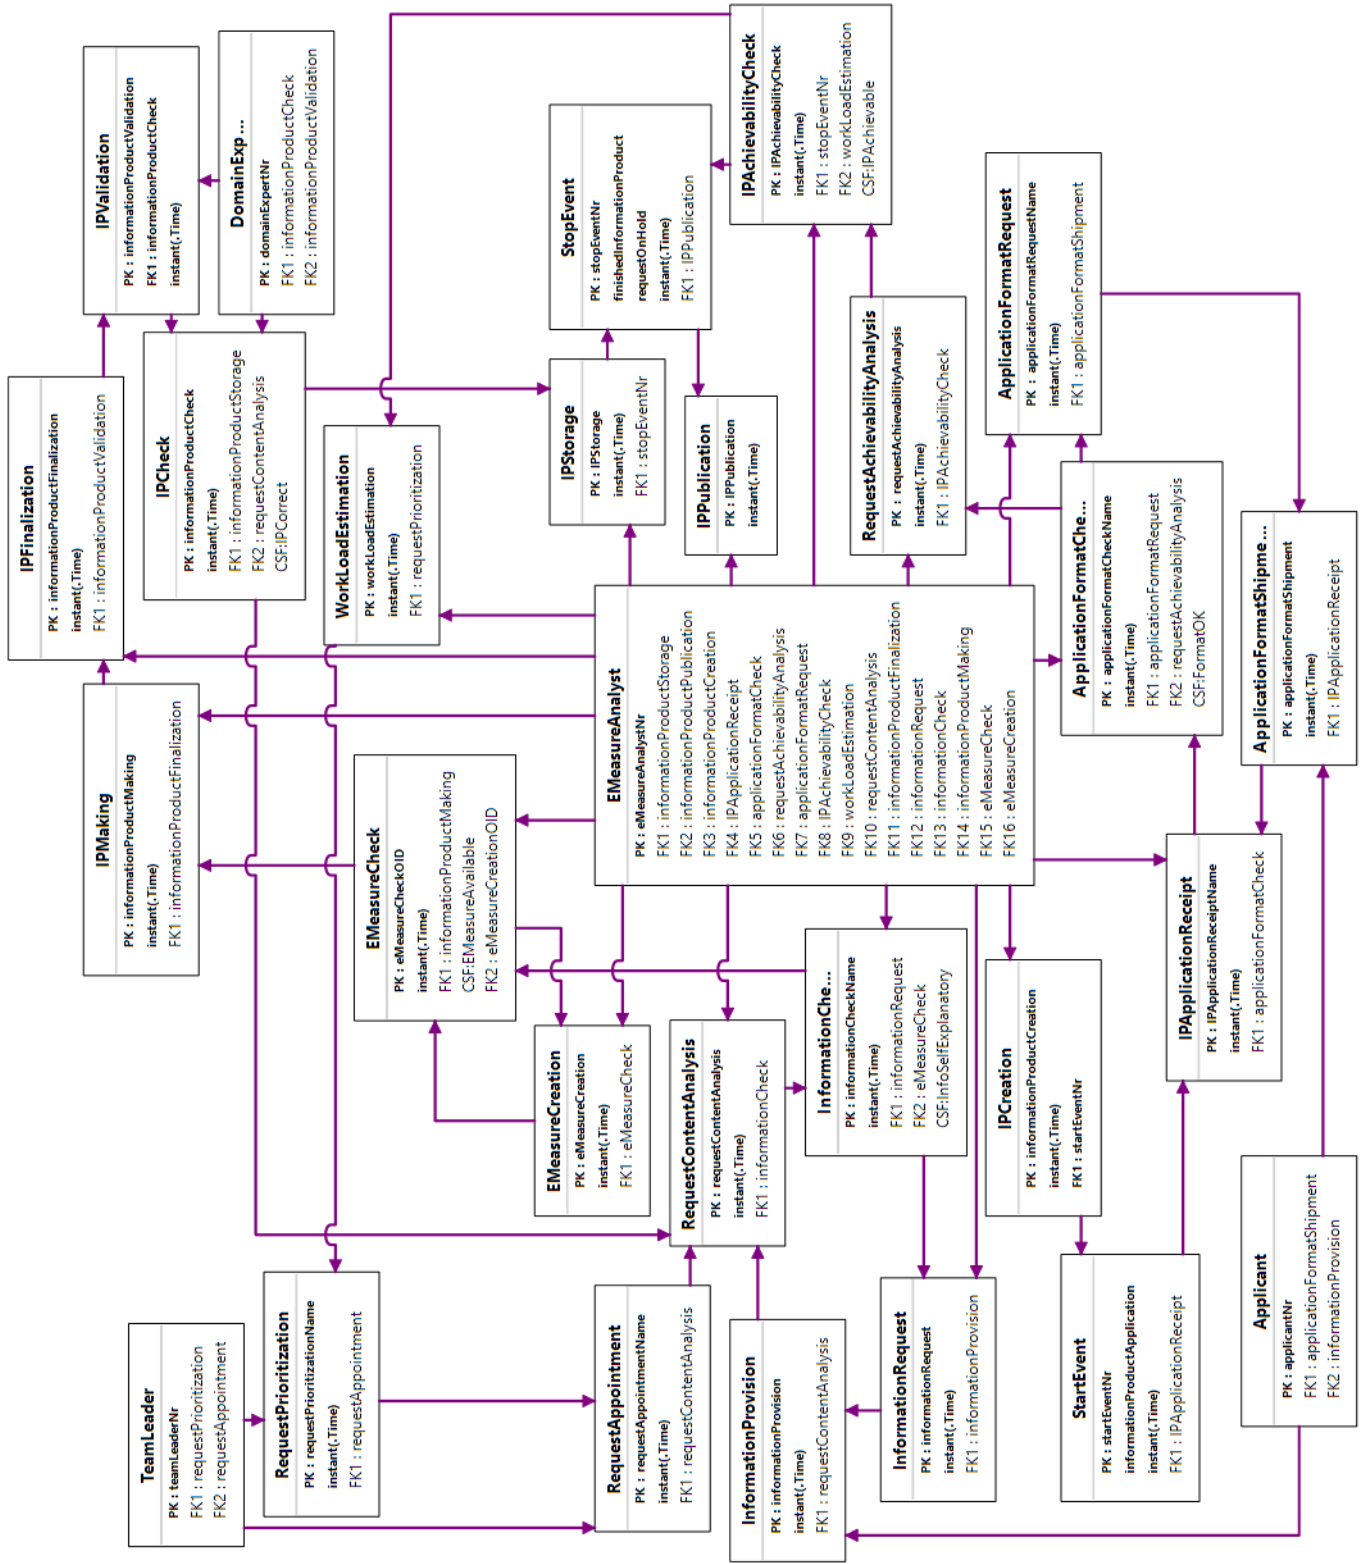 TeamLeader
PK : teamLeaderNr
FK1 : requestPrioritization
FK2 : requestAppointment
IPMaking
PK : informationProductMaking
instant(.Time)
FK1 : informationProductFinalization
IPFinalization
PK : informationProductFinalization
instant(.Time)
FK1 : informationProductValidation
IPValidation
PK : informationProductValidation
FK1 : informationProductCheck
instant(.Time)
IPCheck
PK : informationProductCheck
instant(.Time)
FK1 : informationProductStorage
FK2 : requestContentAnalysis
CSF:IPCorrect
DomainExp ...
PK : domainExpertNr
FK1 : informationProductCheck
FK2 : informationProductValidation
RequestPrioritization
PK : requestPrioritizationName
instant(.Time)
FK1 : requestAppointment
EMeasureCheck
PK : eMeasureCheckOID
instant(.Time)
FK1 : informationProductMaking
CSF:EMeasureAvailable
FK2 : eMeasureCreationOID
WorkLoadEstimation
PK : workLoadEstimation
instant(.Time)
FK1 : requestPrioritization
RequestAppointment
PK : requestAppointmentName
instant(.Time)
FK1 : requestContentAnalysis
EMeasureCreation
PK : eMeasureCreation
instant(.Time)
FK1 : eMeasureCheck
IPStorage
PK : IPStorage
instant(.Time)
FK1 : stopEventNr
StopEvent
PK : stopEventNr
finishedInformationProduct
requestOnHold
instant(.Time)
FK1 : IPPublication
RequestContentAnalysis
PK : requestContentAnalysis
instant(.Time)
FK1 : informationCheck
EMeasureAnalyst
PK : eMeasureAnalystNr
FK1 : informationProductStorage
FK2 : informationProductPublication
FK3 : informationProductCreation
FK4 : IPApplicationReceipt
FK5 : applicationFormatCheck
FK6 : requestAchievabilityAnalysis
FK7 : applicationFormatRequest
FK8 : IPAchievabilityCheck
FK9 : workLoadEstimation
FK10 : requestContentAnalysis
FK11 : informationProductFinalization
FK12 : informationRequest
FK13 : informationCheck
FK14 : informationProductMaking
FK15 : eMeasureCheck
FK16 : eMeasureCreation
IPPublication
PK : IPPublication
instant(.Time)
IPAchievabilityCheck
PK : IPAchievabilityCheck
instant(.Time)
FK1 : stopEventNr
FK2 : workLoadEstimation
CSF:IPAchievable
InformationProvision
PK : informationProvision
instant(.Time)
FK1 : requestContentAnalysis
InformationChe...
PK : informationCheckName
instant(.Time)
FK1 : informationRequest
FK2 : eMeasureCheck
CSF:InfoSelfExplanatory
RequestAchievabilityAnalysis
PK : requestAchievabilityAnalysis
instant(.Time)
FK1 : IPAchievabilityCheck
InformationRequest
PK : informationRequest
instant(.Time)
FK1 : informationProvision
IPCreation
PK : informationProductCreation
instant(.Time)
FK1 : startEventNr
ApplicationFormatRequest
PK : applicationFormatRequestName
instant(.Time)
FK1 : applicationFormatShipment
StartEvent
PK : startEventNr
informationProductApplication
instant(.Time)
FK1 : IPApplicationReceipt
ApplicationFormatChe...
PK : applicationFormatCheckName
instant(.Time)
FK1 : applicationFormatRequest
FK2 : requestAchievabilityAnalysis
CSF:FormatOK
IPApplicationReceipt
PK : IPApplicationReceiptName
instant(.Time)
FK1 : applicationFormatCheck
Applicant
PK : applicantNr
FK1 : applicationFormatShipment
FK2 : informationProvision
ApplicationFormatShipme...
PK : applicationFormatShipment
instant(.Time)
FK1 : IPApplicationReceipt